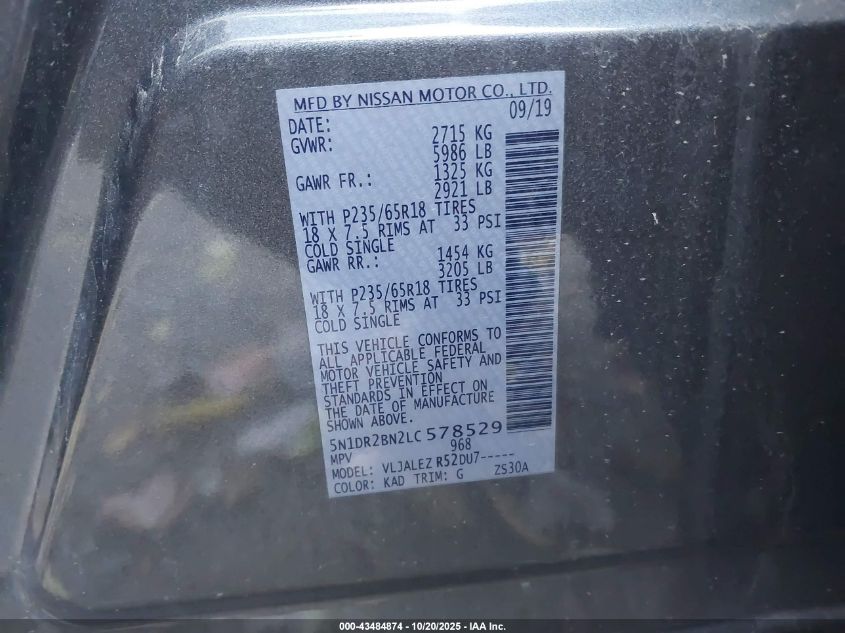 MFD BY NISSAN MOTOR CO., LTD.
DATE: 09/19
GVWR: 2715 KG
5986 LB
GAWR FR.: 1325 KG
2921 LB
WITH P235/65R18 TIRES
18 X 7.5 RIMS AT 33 PSI
COLD SINGLE
GAWR RR.: 1454 KG
3205 LB
WITH P235/65R18 TIRES
18 X 7.5 RIMS AT 33 PSI
COLD SINGLE
THIS VEHICLE CONFORMS TO
ALL APPLICABLE FEDERAL
MOTOR VEHICLE SAFETY AND
THEFT PREVENTION
STANDARDS IN EFFECT ON
THE DATE OF MANUFACTURE
SHOWN ABOVE.
5N1DR2BN2LC578529
MPV 968
MODEL: VLJALEZ R52DU7-----
COLOR: KAD TRIM: G ZS30A
000-43484874 | 10/20/2025 - IAA Inc.